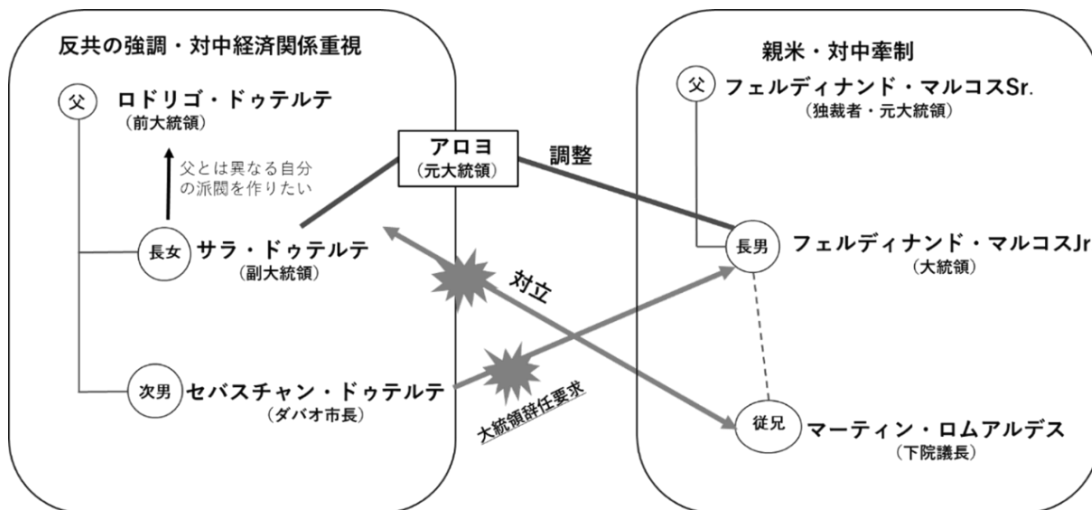 反共の強調・対中経済関係重視
父
ロドリゴ・ドゥテルテ
(前大統領)
父とは異なる自分
の派閥を作りたい
長女
サラ・ドゥテルテ
(副大統領)
次男
セバスチャン・ドゥテルテ
(ダバオ市長)
アロヨ
(元大統領)
調整
対立
大統領辞任要求
親米・対中牽制
父
フェルディナンド・マルコスSr.
(独裁者・元大統領)
長男
フェルディナンド・マルコスJr
(大統領)
従兄
マーティン・ロムアルデス
(下院議長)